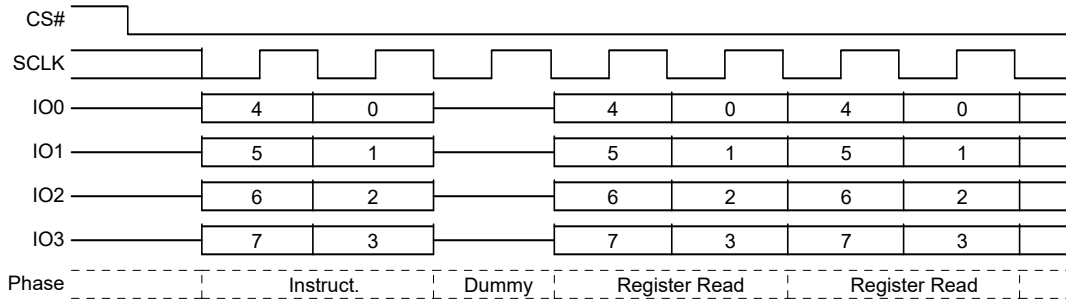 CS#
SCLK
IO0 4 0 4 0 4 0
IO1 5 1 5 1 5 1
IO2 6 2 6 2 6 2
IO3 7 3 7 3 7 3
Phase Instruct. Dummy Register Read Register Read